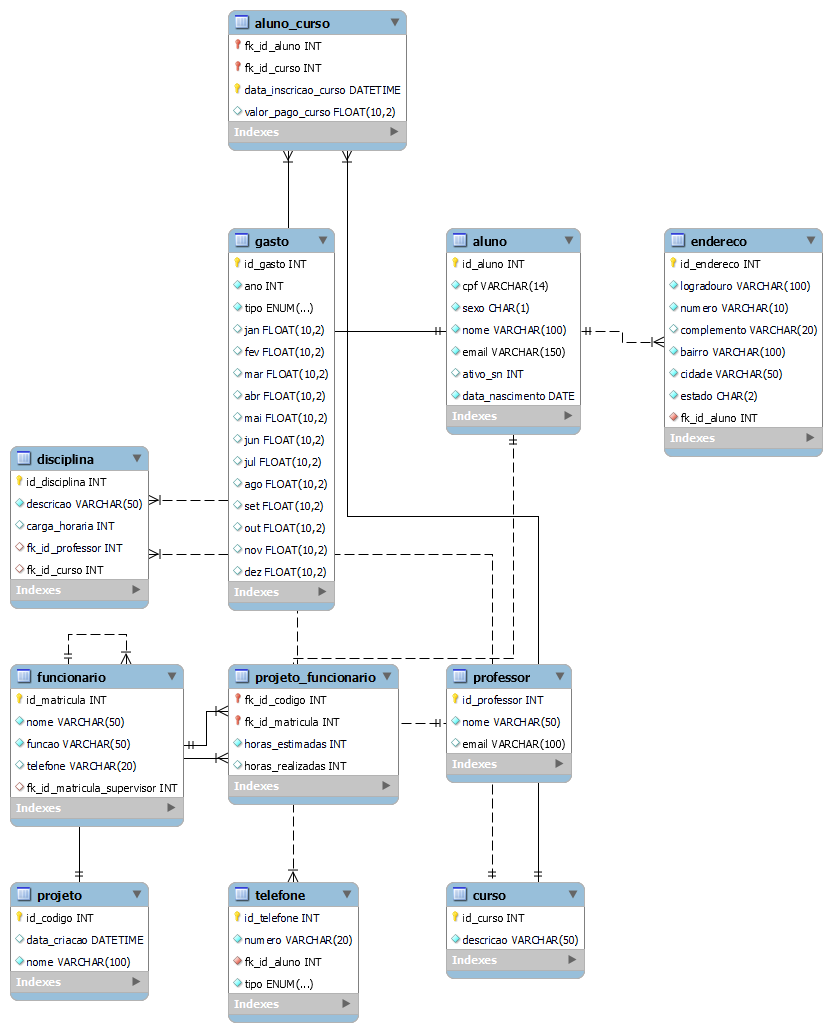 aluno_curso
fk_id_aluno INT
fk_id_curso INT
data_inscricao_curso DATETIME
valor_pago_curso FLOAT(10,2)
Indexes
gasto
id_gasto INT
ano INT
tipo ENUM(...)
jan FLOAT(10,2)
fev FLOAT(10,2)
mar FLOAT(10,2)
abr FLOAT(10,2)
mai FLOAT(10,2)
jun FLOAT(10,2)
jul FLOAT(10,2)
ago FLOAT(10,2)
set FLOAT(10,2)
out FLOAT(10,2)
nov FLOAT(10,2)
dez FLOAT(10,2)
Indexes
aluno
id_aluno INT
cpf VARCHAR(14)
sexo CHAR(1)
nome VARCHAR(100)
email VARCHAR(150)
ativo_sn INT
data_nascimento DATE
Indexes
endereco
id_endereco INT
logradouro VARCHAR(100)
numero VARCHAR(10)
complemento VARCHAR(20)
bairro VARCHAR(100)
cidade VARCHAR(50)
estado CHAR(2)
fk_id_aluno INT
Indexes
disciplina
id_disciplina INT
descricao VARCHAR(50)
carga_horaria INT
fk_id_professor INT
fk_id_curso INT
Indexes
funcionario
id_matricula INT
nome VARCHAR(50)
funcao VARCHAR(50)
telefone VARCHAR(20)
fk_id_matricula_supervisor INT
Indexes
projeto_funcionario
fk_id_codigo INT
fk_id_matricula INT
horas_estimadas INT
horas_realizadas INT
Indexes
professor
id_professor INT
nome VARCHAR(50)
email VARCHAR(100)
Indexes
projeto
id_codigo INT
data_criacao DATETIME
nome VARCHAR(100)
Indexes
telefone
id_telefone INT
numero VARCHAR(20)
fk_id_aluno INT
tipo ENUM(...)
Indexes
curso
id_curso INT
descricao VARCHAR(50)
Indexes